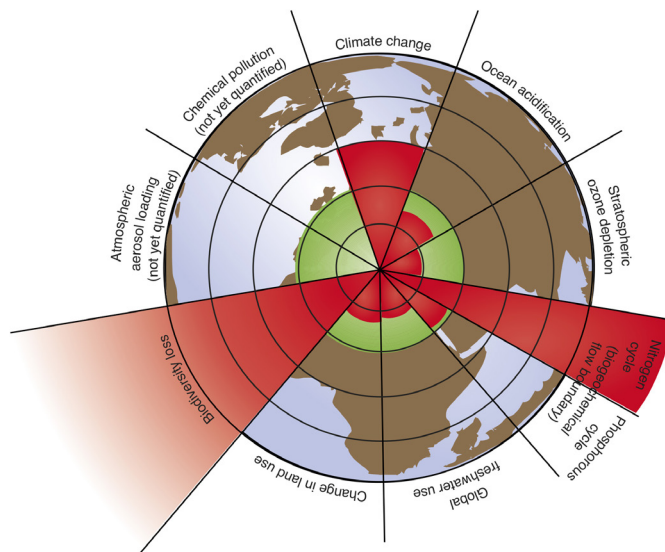 Climate change
Ocean acidification
Stratospheric
ozone depletion
Nitrogen
cycle
(biogeochemical
flow boundary)
Phosphorous
cycle
Global
freshwater use
Change in land use
Biodiversity loss
Atmospheric
aerosol loading
(not yet quantified)
Chemical pollution
(not yet quantified)